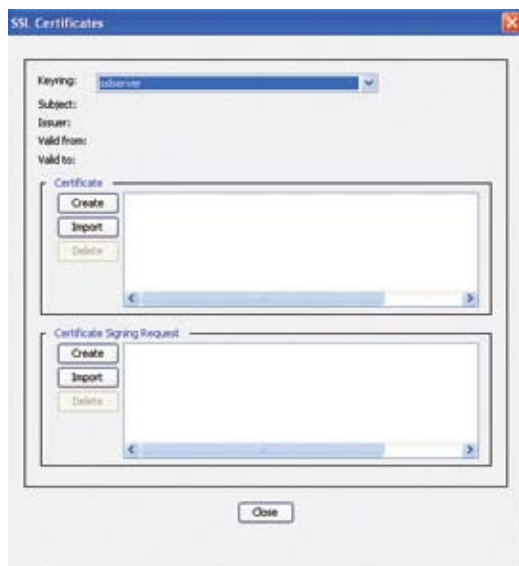 SSL Certificates
Keyring: sslserver
Subject:
Issuer:
Valid from:
Valid to:
Certificate
Create
Import
Delete
Certificate Signing Request
Create
Import
Delete
Close